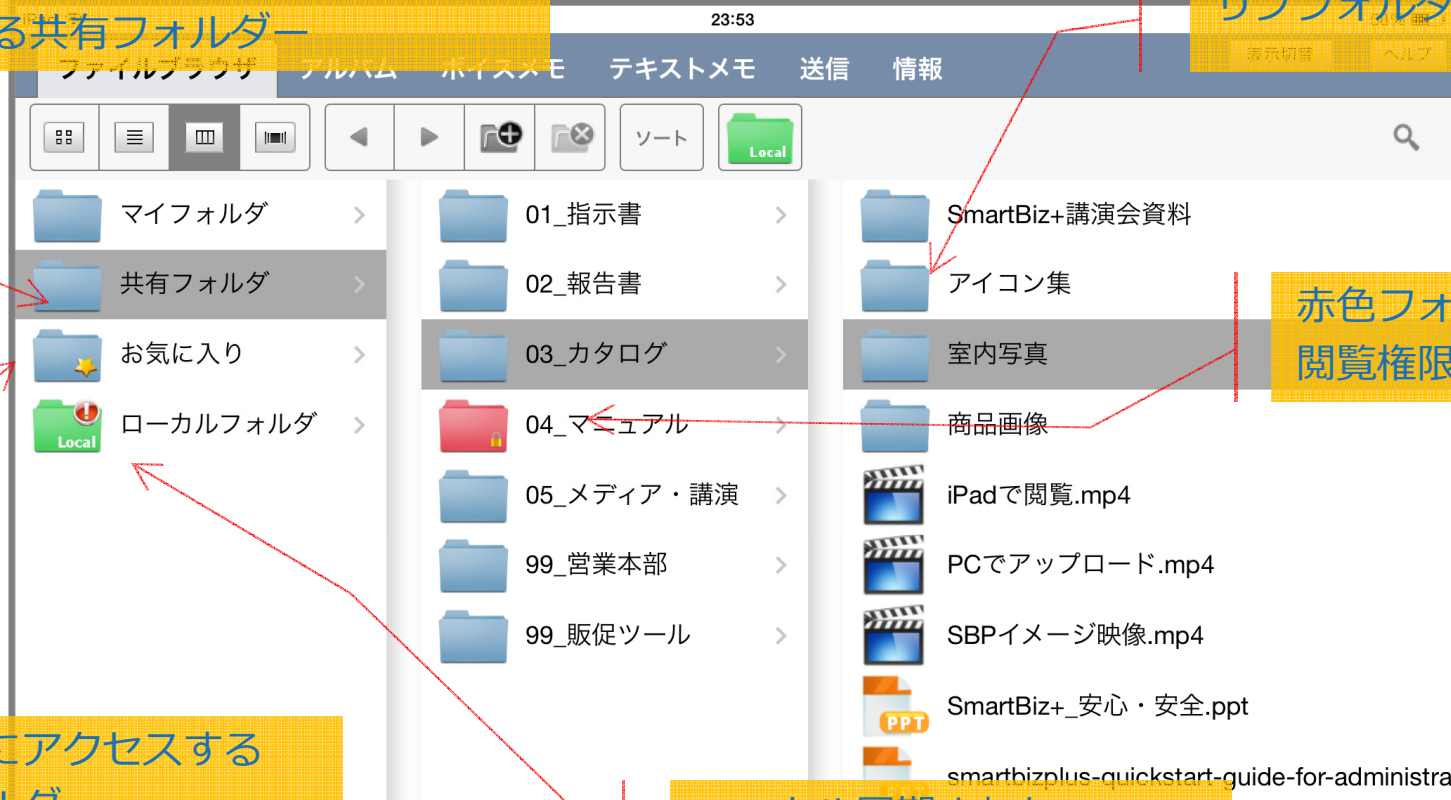 る共有フォルダー
23:53
サブフォルダ
表示切替
ヘルプ
ファイルブラウザ
アルバム
ボイスメモ
テキストメモ
送信
情報
ソート
Local
マイフォルダ
共有フォルダ
お気に入り
ローカルフォルダ
Local
01_指示書
02_報告書
03_カタログ
04_マニュアル
05_メディア・講演
99_営業本部
99_販促ツール
SmartBiz+講演会資料
アイコン集
室内写真
商品画像
iPadで閲覧.mp4
PCでアップロード.mp4
SBPイメージ映像.mp4
SmartBiz+_安心・安全.ppt
PPT
smartbizplus-quickstart-guide-for-administra
赤色フォ
閲覧権限
にアクセスする